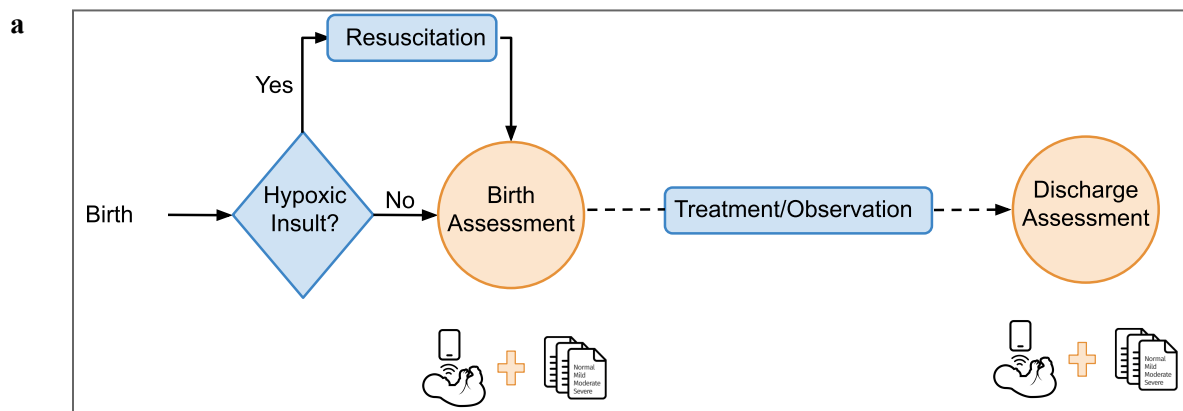 a
Resuscitation
Yes
Birth
Hypoxic
Insult?
No
Birth
Assessment
Treatment/Observation
Discharge
Assessment
Normal
Mild
Moderate
Severe
Normal
Mild
Moderate
Severe